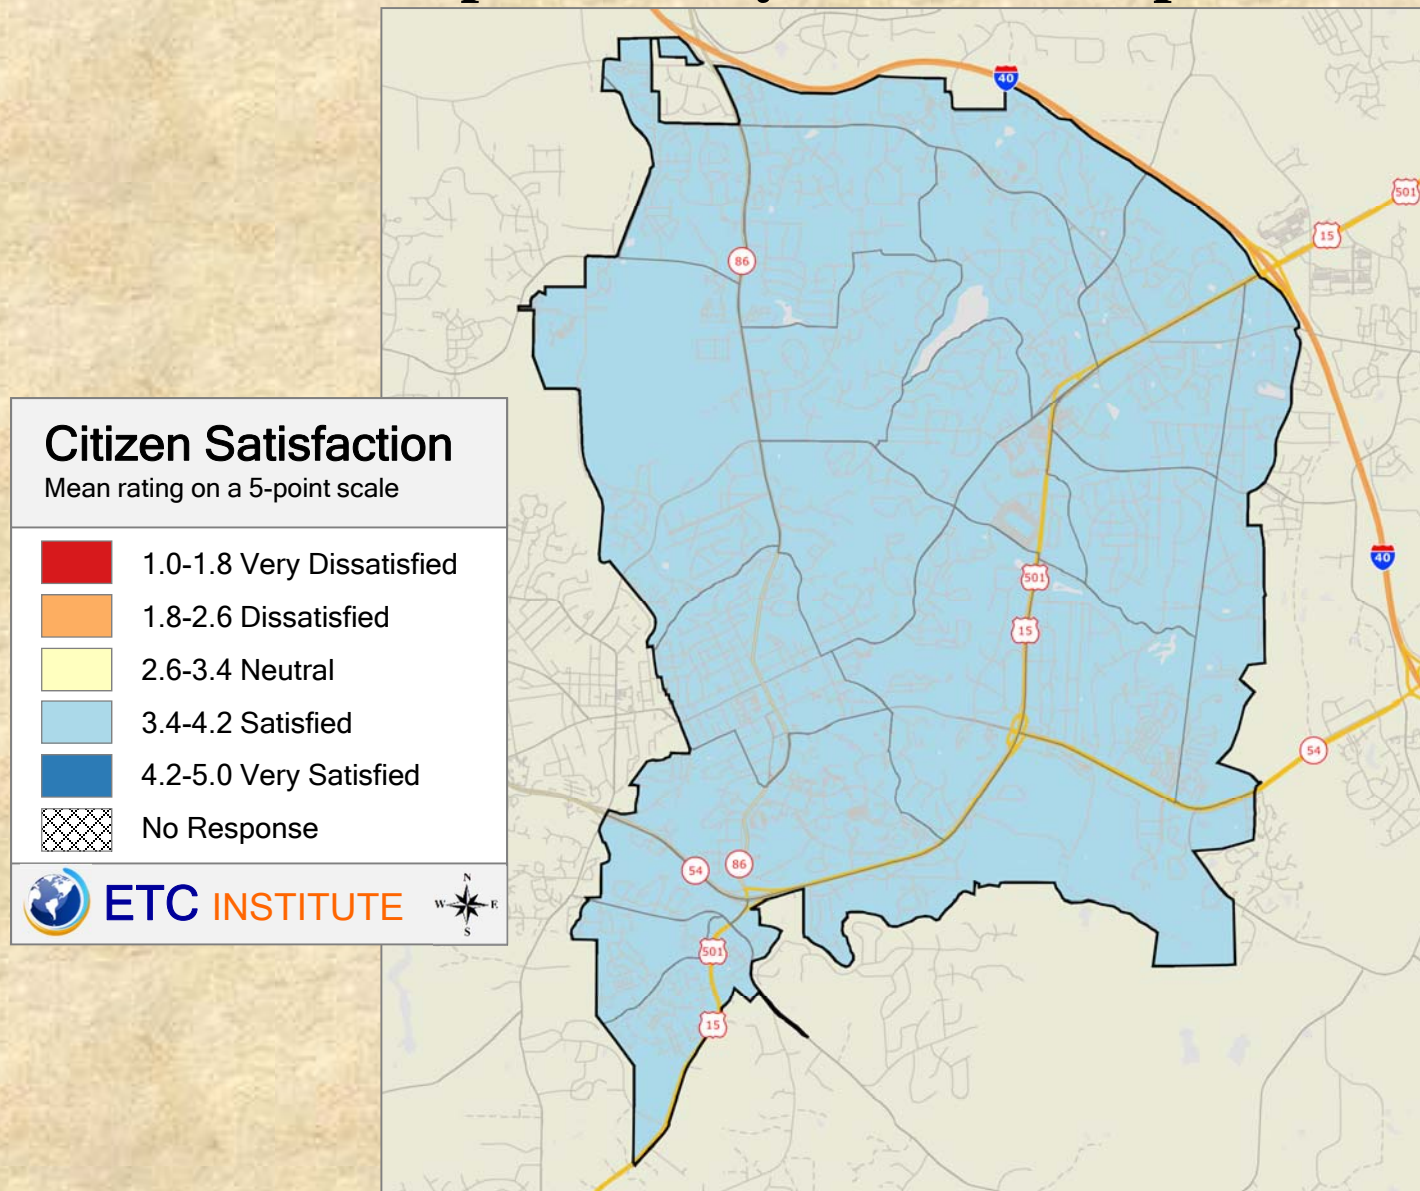 40
501
15
86
Citizen Satisfaction
Mean rating on a 5-point scale
1.0-1.8 Very Dissatisfied
1.8-2.6 Dissatisfied
2.6-3.4 Neutral
3.4-4.2 Satisfied
4.2-5.0 Very Satisfied
No Response
ETC INSTITUTE
N
W E
S
40
501
15
54
54
86
501
15